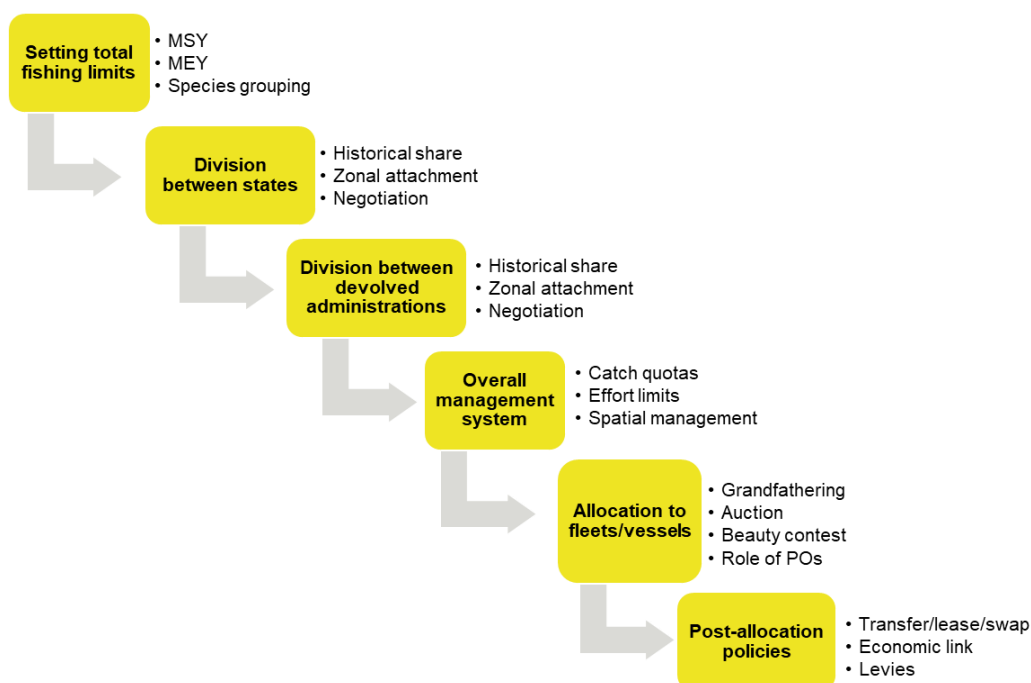 Setting total
fishing limits
• MSY
• MEY
• Species grouping
Division
between states
• Historical share
• Zonal attachment
• Negotiation
Division between
devolved
administrations
• Historical share
• Zonal attachment
• Negotiation
Overall
management
system
• Catch quotas
• Effort limits
• Spatial management
Allocation to
fleets/vessels
• Grandfathering
• Auction
• Beauty contest
• Role of POs
Post-allocation
policies
• Transfer/lease/swap
• Economic link
• Levies